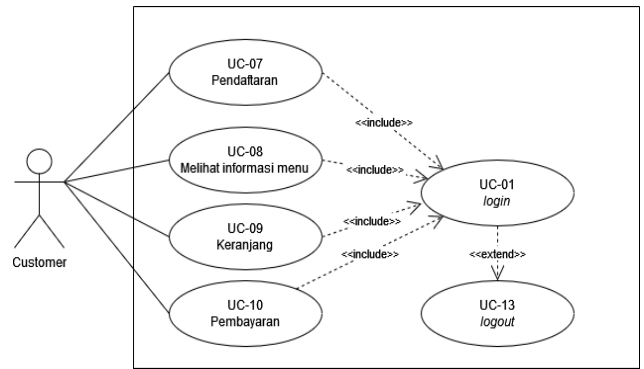 UC-07
Pendaftaran
<<include>>
UC-08
Melihat informasi menu
<<include>>
UC-01
login
UC-09
Keranjang
<<include>>
<<include>>
Customer
<<extend>>
UC-10
Pembayaran
UC-13
logout